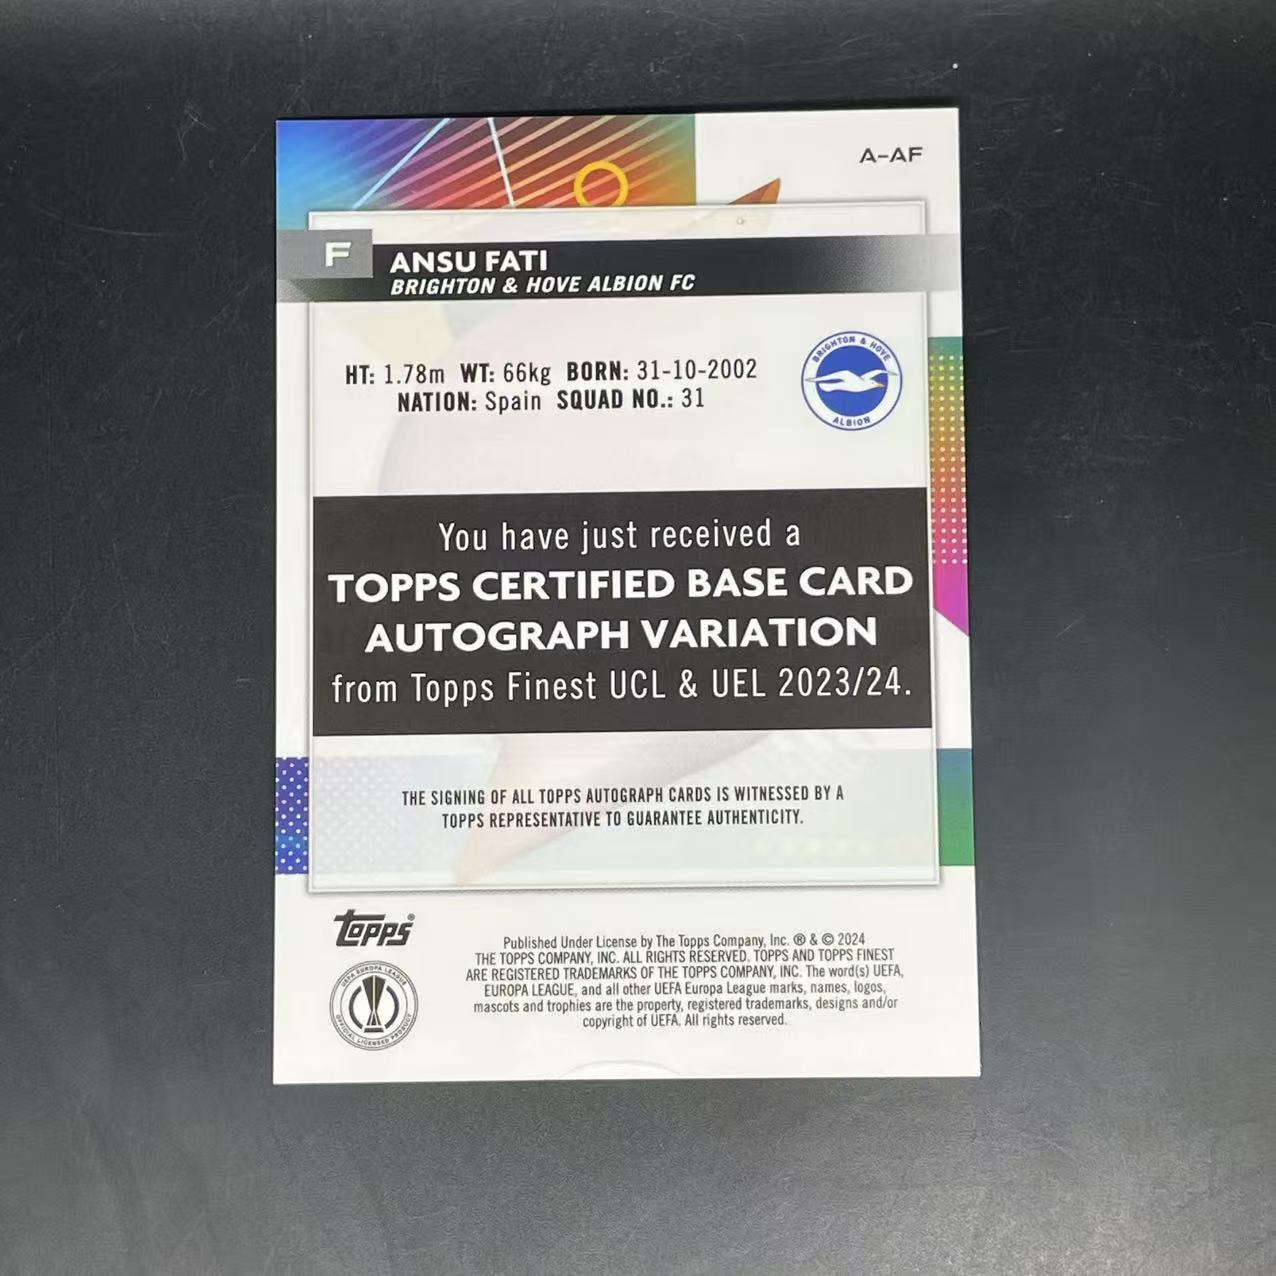 A-AF
F
ANSU FATI
BRIGHTON & HOVE ALBION FC
HT: 1.78m WT: 66kg BORN: 31-10-2002
NATION: Spain SQUAD NO.: 31
BRIGHTON & HOVE
ALBION
You have just received a
TOPPS CERTIFIED BASE CARD
AUTOGRAPH VARIATION
from Topps Finest UCL & UEL 2023/24.
THE SIGNING OF ALL TOPPS AUTOGRAPH CARDS IS WITNESSED BY A
TOPPS REPRESENTATIVE TO GUARANTEE AUTHENTICITY.
topps®
UEFA EUROPA LEAGUE
OFFICIAL LICENSED PRODUCT
Published Under License by The Topps Company, Inc. ® & © 2024
THE TOPPS COMPANY, INC. ALL RIGHTS RESERVED. TOPPS AND TOPPS FINEST
ARE REGISTERED TRADEMARKS OF THE TOPPS COMPANY, INC. The word(s) UEFA,
EUROPA LEAGUE, and all other UEFA Europa League marks, names, logos,
mascots and trophies are the property, registered trademarks, designs and/or
copyright of UEFA. All rights reserved.